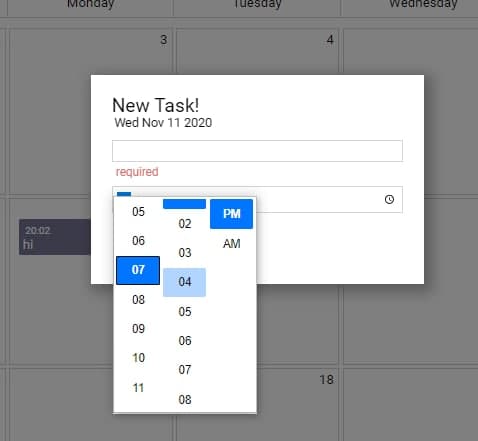 Monday Tuesday Wednesday
3 4
New Task!
Wed Nov 11 2020
required
20:02
hi
05 02 PM
06 03 AM
07 04
08 05
09 06
10 07
11 08
18